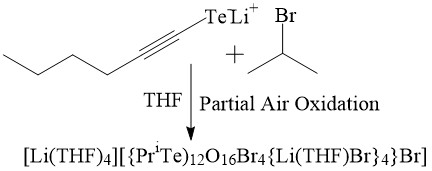 TeLi+
Br
+
THF Partial Air Oxidation
[Li(THF)4][{PriTe)12O16Br4{Li(THF)Br}4}Br]